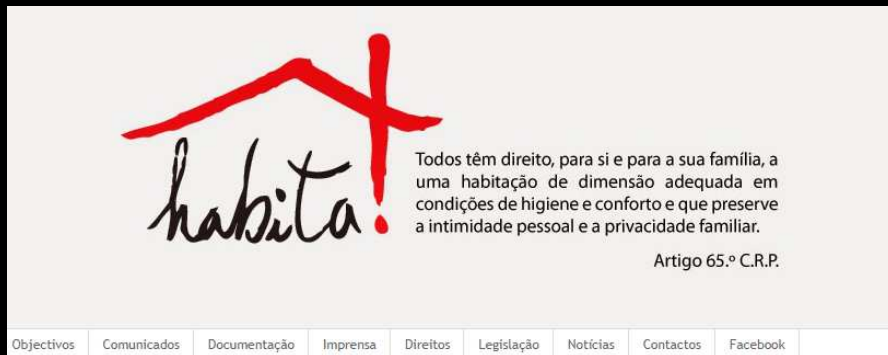 habita!
Todos têm direito, para si e para a sua família, a
uma habitação de dimensão adequada em
condições de higiene e conforto e que preserve
a intimidade pessoal e a privacidade familiar.
Artigo 65.º C.R.P.
Objectivos Comunicados Documentação Imprensa Direitos Legislação Notícias Contactos Facebook